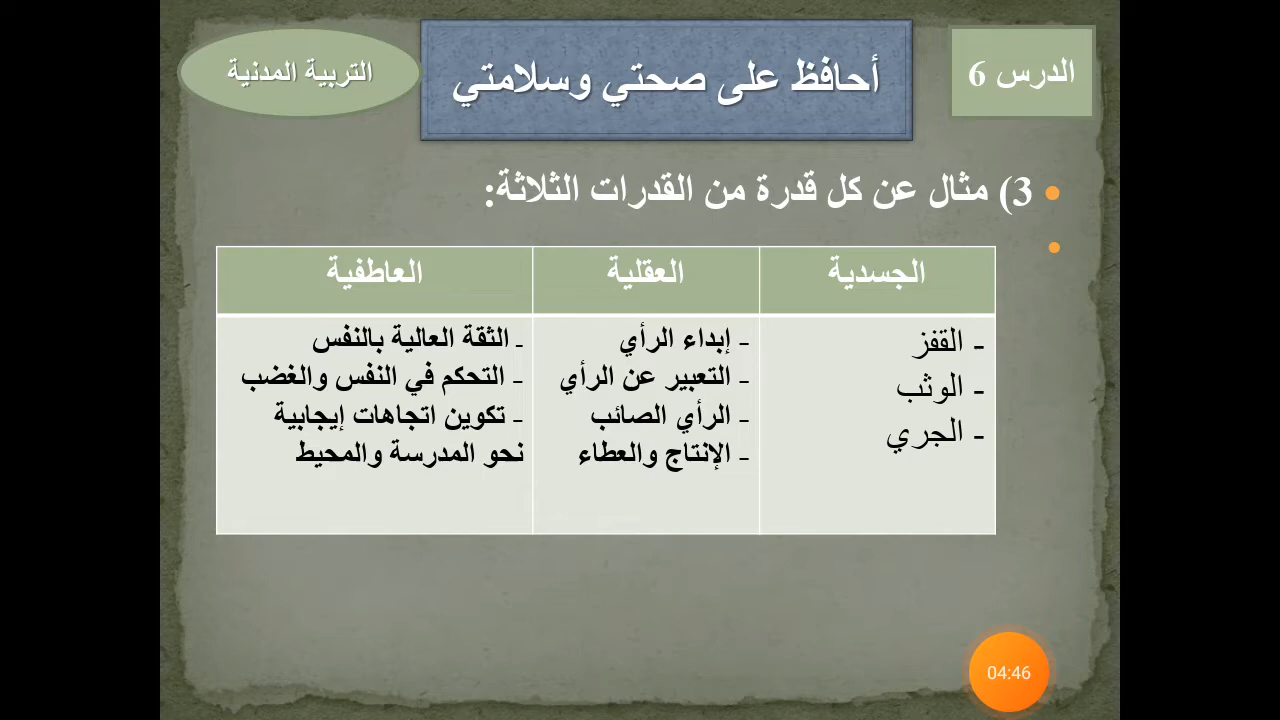 الدرس 6
أحافظ على صحتي وسلامتي
التربية المدنية
3) مثال عن كل قدرة من القدرات الثلاثة:
الجسدية
العقلية
العاطفية
- القفز
- الوثب
- الجري
- إبداء الرأي
- التعبير عن الرأي
- الرأي الصائب
- الإنتاج والعطاء
- الثقة العالية بالنفس
- التحكم في النفس والغضب
- تكوين اتجاهات إيجابية
نحو المدرسة والمحيط
04:46